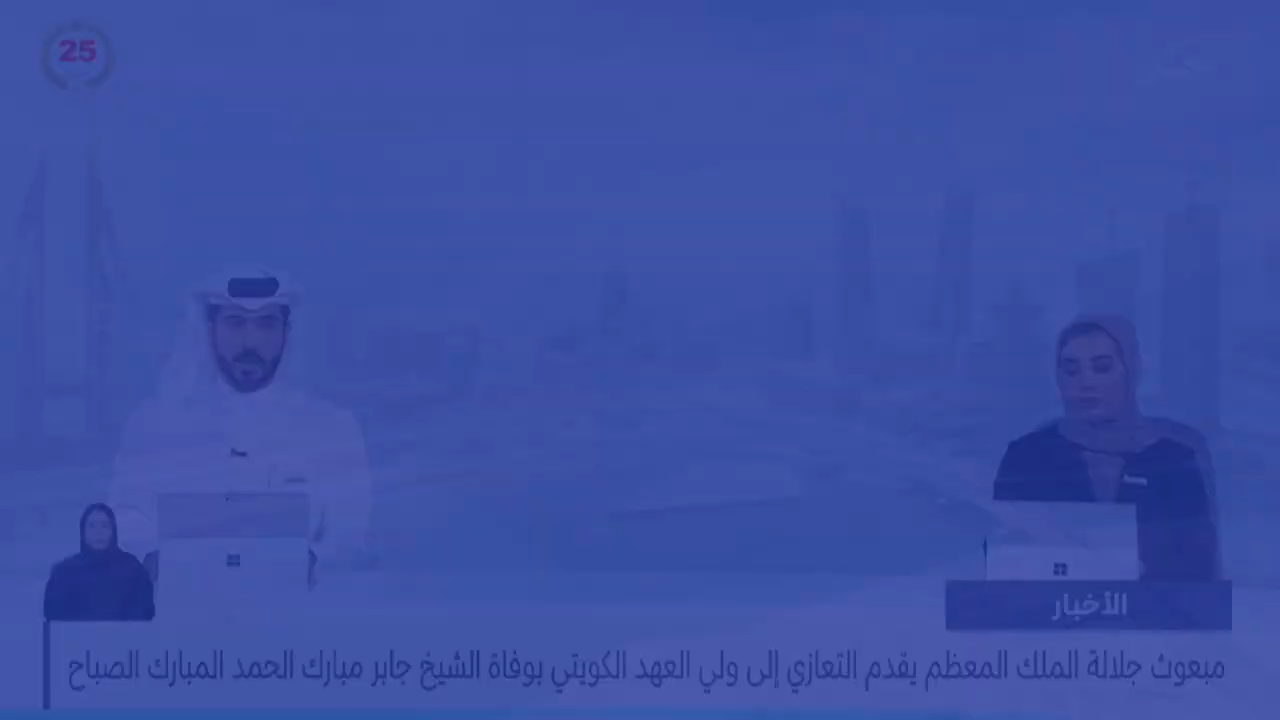 25
الأخبار
مبعوث جلالة الملك المعظم يقدم التعازي إلى ولي العهد الكويتي بوفاة الشيخ جابر مبارك الحمد المبارك الصباح